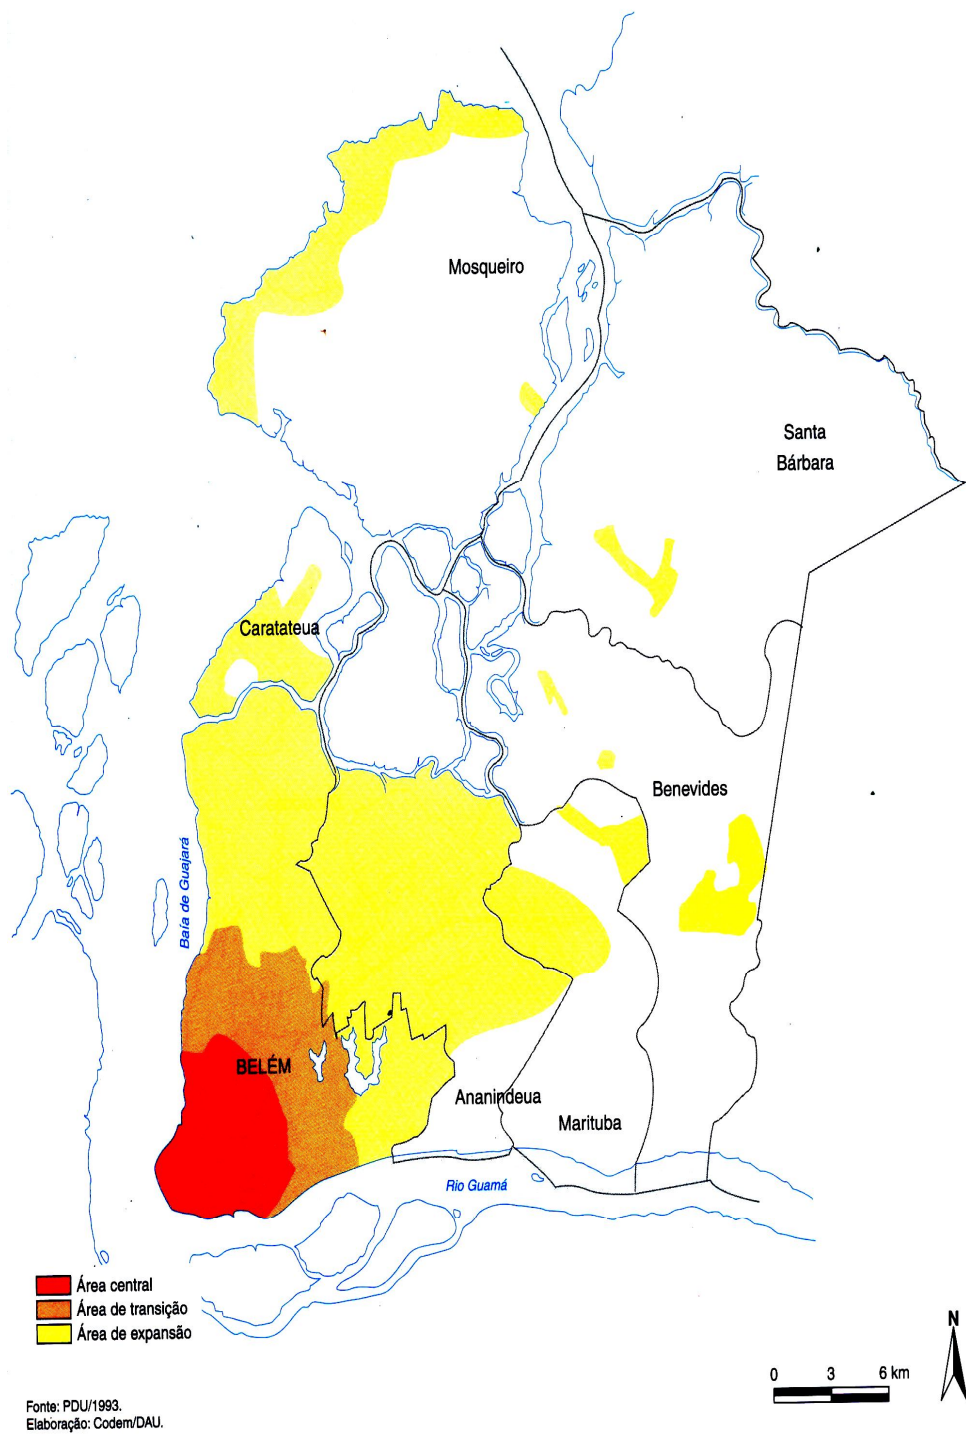 Mosqueiro
Santa
Bárbara
Caratateua
Benevides
Baía de Guajará
BELÉM
Ananindeua
Marituba
Rio Guamá
Área central
Área de transição
Área de expansão
N
0 3 6 km
Fonte: PDU/1993.
Elaboração: Codem/DAU.